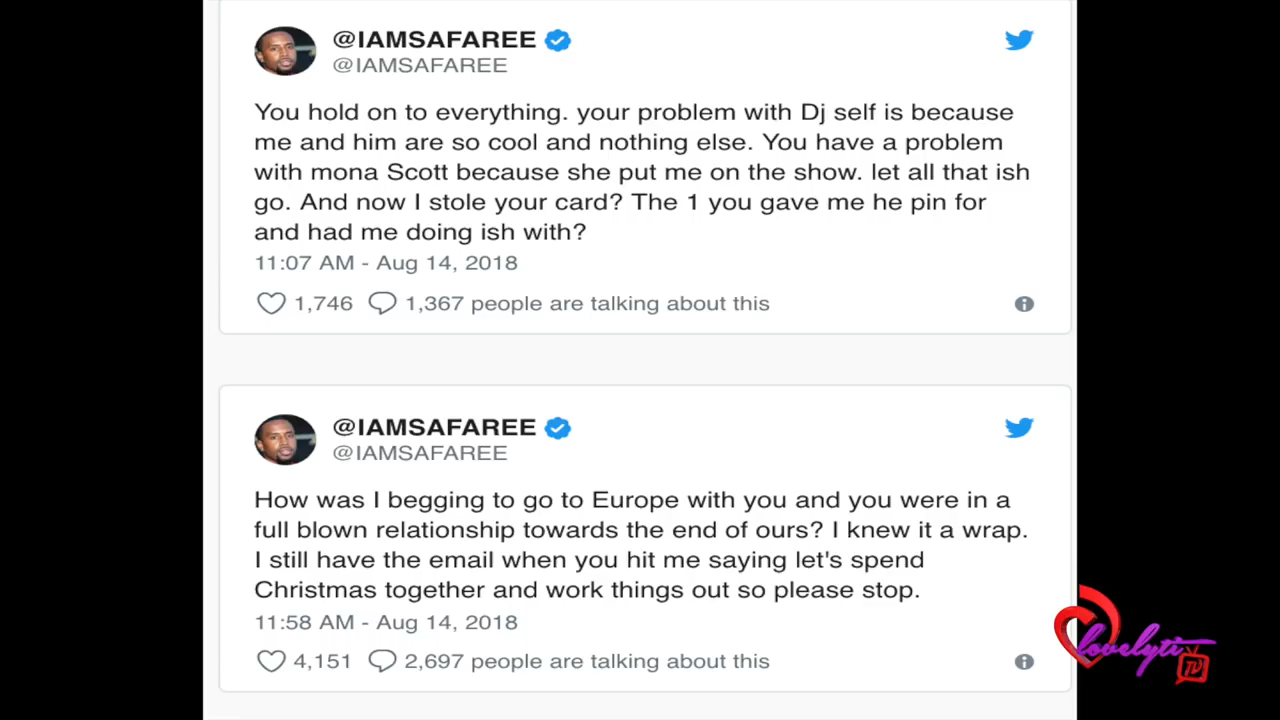 @IAMSAFAREE
@IAMSAFAREE
You hold on to everything. your problem with Dj self is because
me and him are so cool and nothing else. You have a problem
with mona Scott because she put me on the show. let all that ish
go. And now I stole your card? The 1 you gave me he pin for
and had me doing ish with?
11:07 AM - Aug 14, 2018
1,746 1,367 people are talking about this
@IAMSAFAREE
@IAMSAFAREE
How was I begging to go to Europe with you and you were in a
full blown relationship towards the end of ours? I knew it a wrap.
I still have the email when you hit me saying let's spend
Christmas together and work things out so please stop.
11:58 AM - Aug 14, 2018
4,151 2,697 people are talking about this
lovelyti
TV